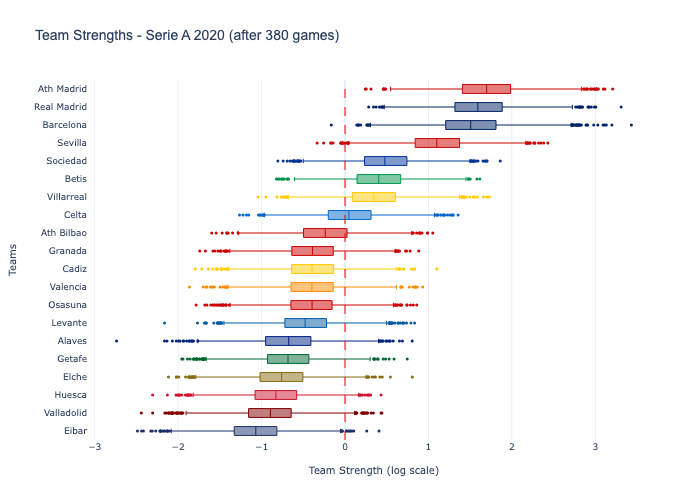 Team Strengths - Serie A 2020 (after 380 games)
Ath Madrid
Real Madrid
Barcelona
Sevilla
Sociedad
Betis
Villarreal
Celta
Ath Bilbao
Granada
Cadiz
Valencia
Osasuna
Levante
Alaves
Getafe
Elche
Huesca
Valladolid
Eibar
Teams
−3 −2 −1 0 1 2 3
Team Strength (log scale)